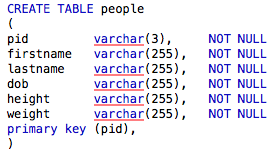 CREATE TABLE people
(
pid varchar(3), NOT NULL
firstname varchar(255), NOT NULL
lastname varchar(255), NOT NULL
dob varchar(255), NOT NULL
height varchar(255), NOT NULL
weight varchar(255), NOT NULL
primary key (pid),
)